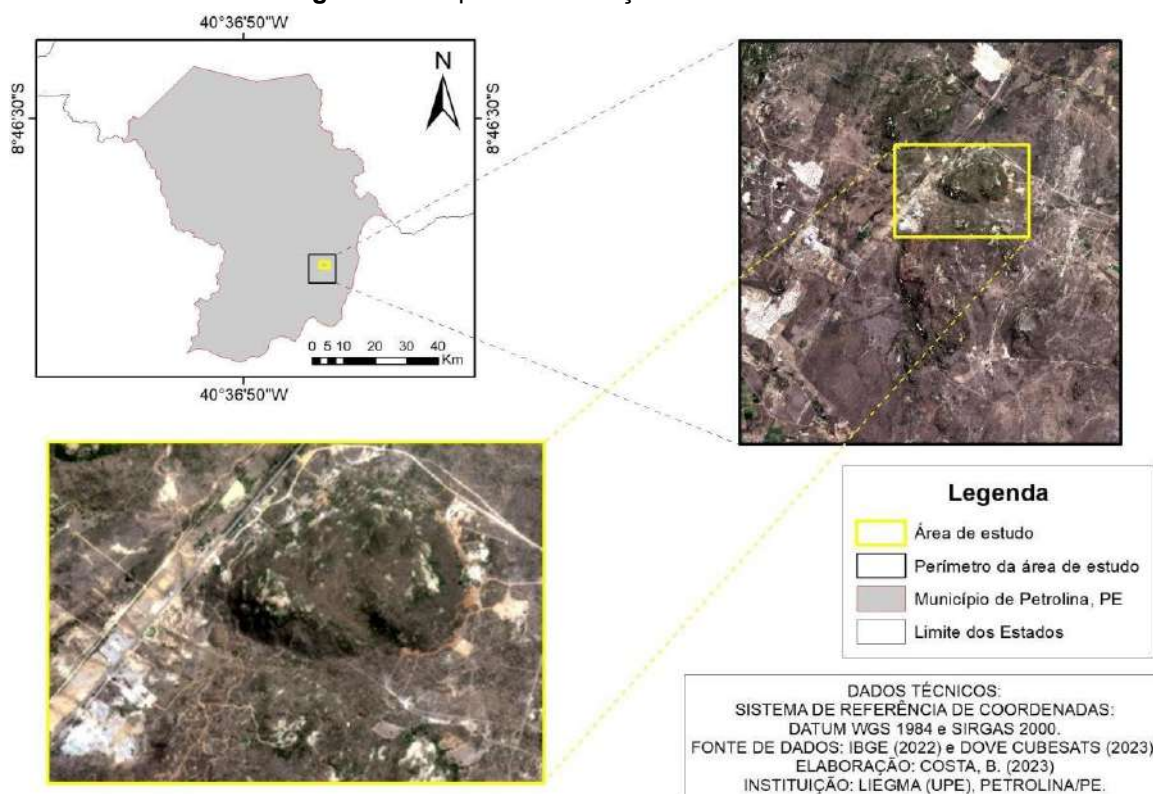 40°36'50"W
8°46'30"S
8°46'30"S
N
0 5 10 20 30 40
Km
40°36'50"W
Legenda
Área de estudo
Perímetro da área de estudo
Município de Petrolina, PE
Limite dos Estados
DADOS TÉCNICOS:
SISTEMA DE REFERÊNCIA DE COORDENADAS:
DATUM WGS 1984 e SIRGAS 2000.
FONTE DE DADOS: IBGE (2022) e DOVE CUBESATS (2023)
ELABORAÇÃO: COSTA, B. (2023)
INSTITUIÇÃO: LIEGMA (UPE), PETROLINA/PE.